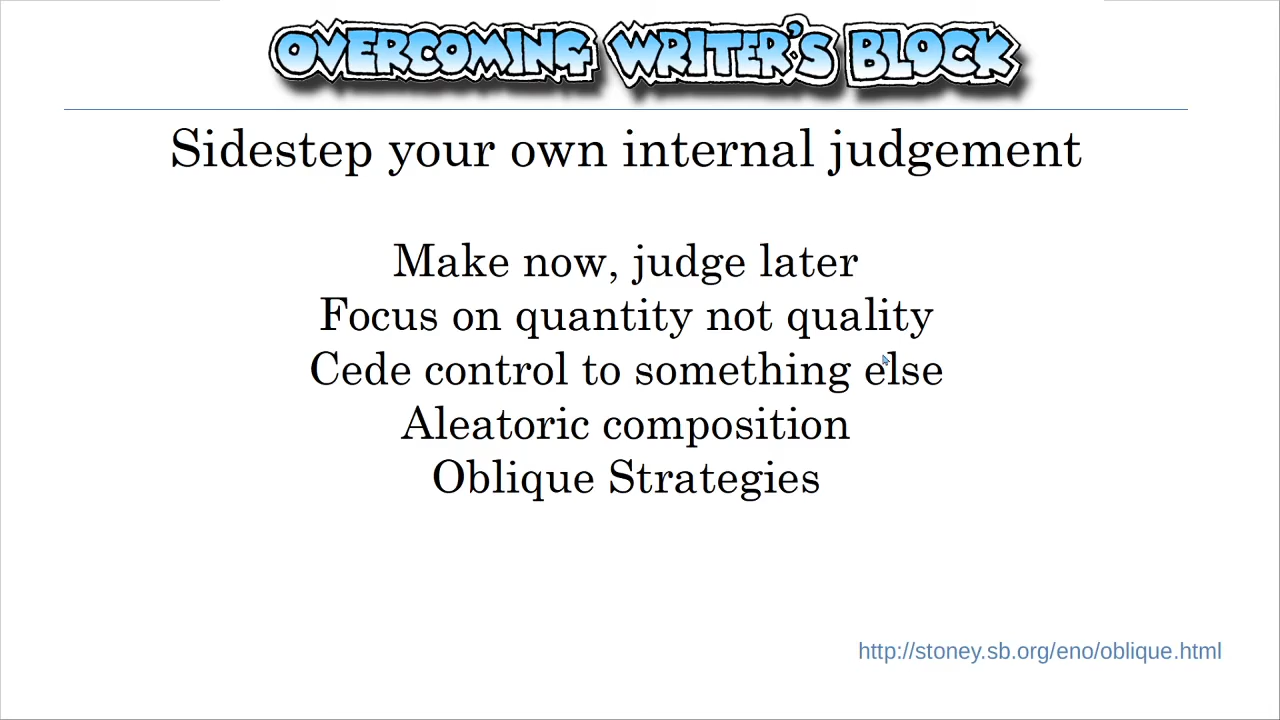 OVERCOMING WRITER'S BLOCK
Sidestep your own internal judgement
Make now, judge later
Focus on quantity not quality
Cede control to something else
Aleatoric composition
Oblique Strategies
http://stoney.sb.org/eno/oblique.html